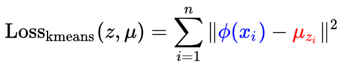 Loss_kmeans(z, μ) = ∑_{i=1}^{n} ‖ϕ(x_i) − μ_{z_i}‖²